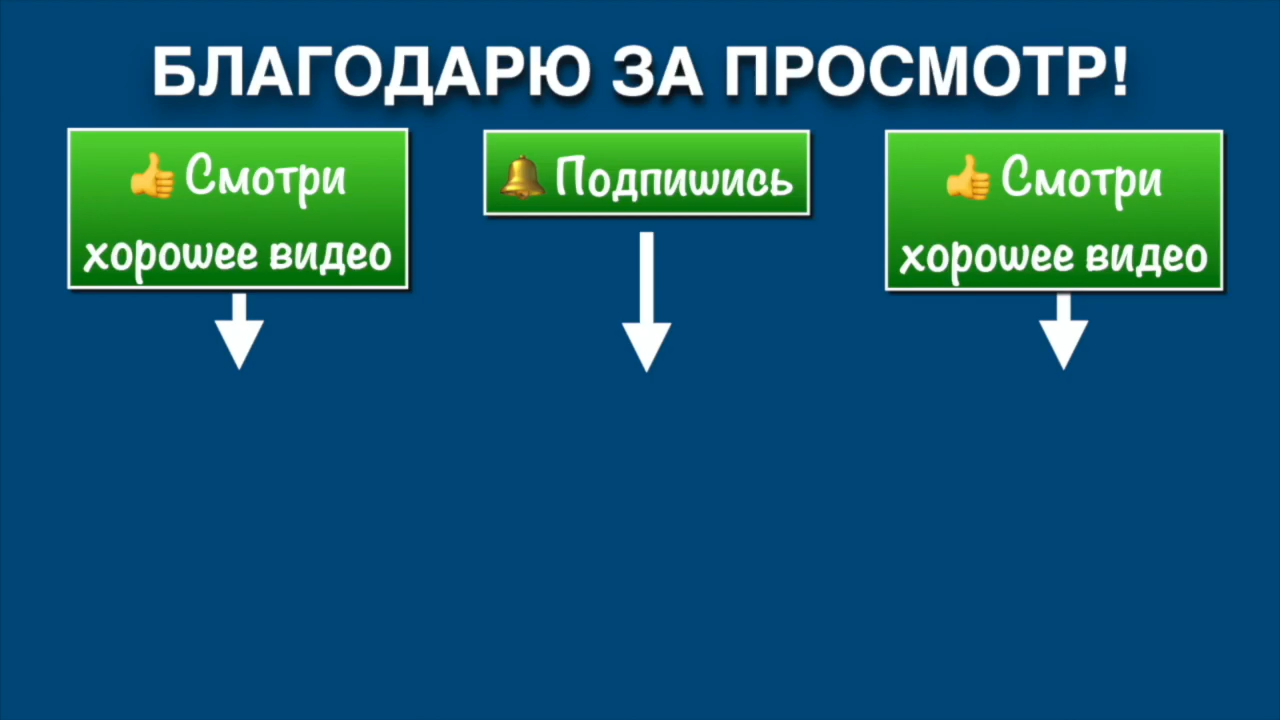 БЛАГОДАРЮ ЗА ПРОСМОТР!
👍 Смотри
хорошее видео
🔔 Подпишись
👍 Смотри
хорошее видео